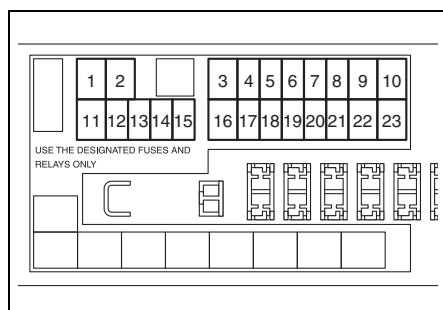 1 2 3 4 5 6 7 8 9 10
11 12 13 14 15 16 17 18 19 20 21 22 23
USE THE DESIGNATED FUSES AND
RELAYS ONLY